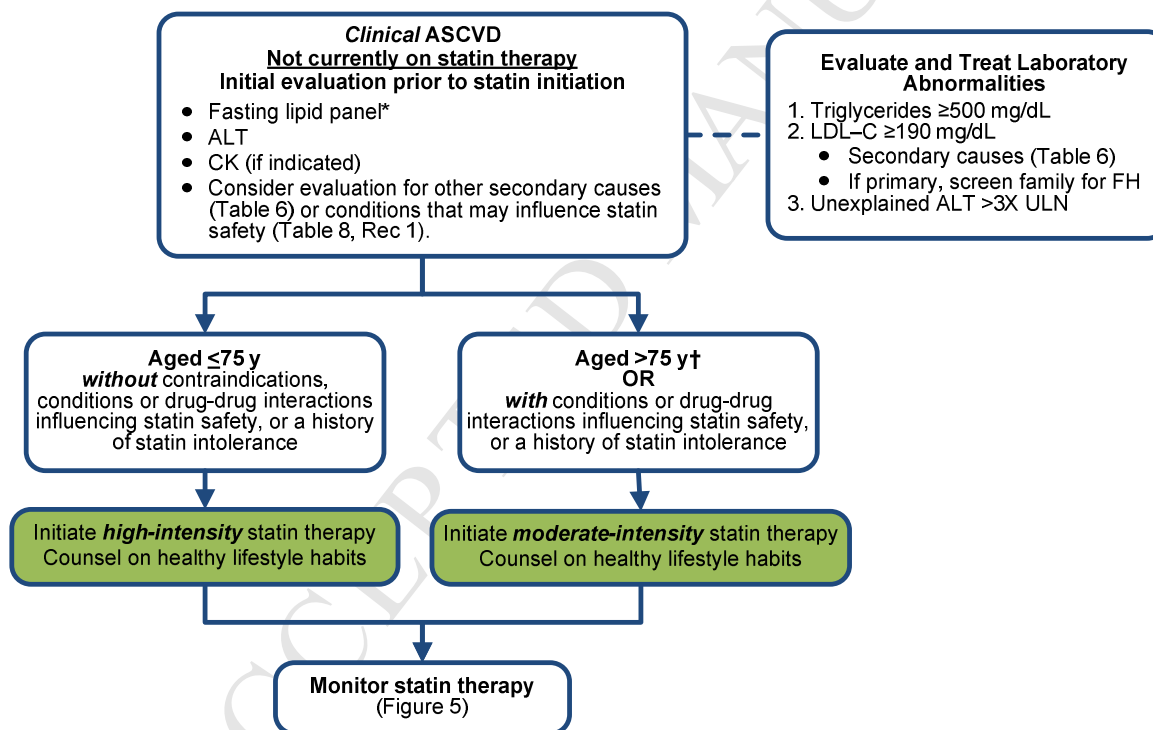 Clinical ASCVD
Not currently on statin therapy
Initial evaluation prior to statin initiation
• Fasting lipid panel*
• ALT
• CK (if indicated)
• Consider evaluation for other secondary causes
(Table 6) or conditions that may influence statin
safety (Table 8, Rec 1).
Evaluate and Treat Laboratory
Abnormalities
1. Triglycerides ≥500 mg/dL
2. LDL–C ≥190 mg/dL
• Secondary causes (Table 6)
• If primary, screen family for FH
3. Unexplained ALT >3X ULN
Aged ≤75 y
without contraindications,
conditions or drug-drug interactions
influencing statin safety, or a history
of statin intolerance
Aged >75 y†
OR
with conditions or drug-drug
interactions influencing statin safety,
or a history of statin intolerance
Initiate high-intensity statin therapy
Counsel on healthy lifestyle habits
Initiate moderate-intensity statin therapy
Counsel on healthy lifestyle habits
Monitor statin therapy
(Figure 5)
CCEPTED MANU